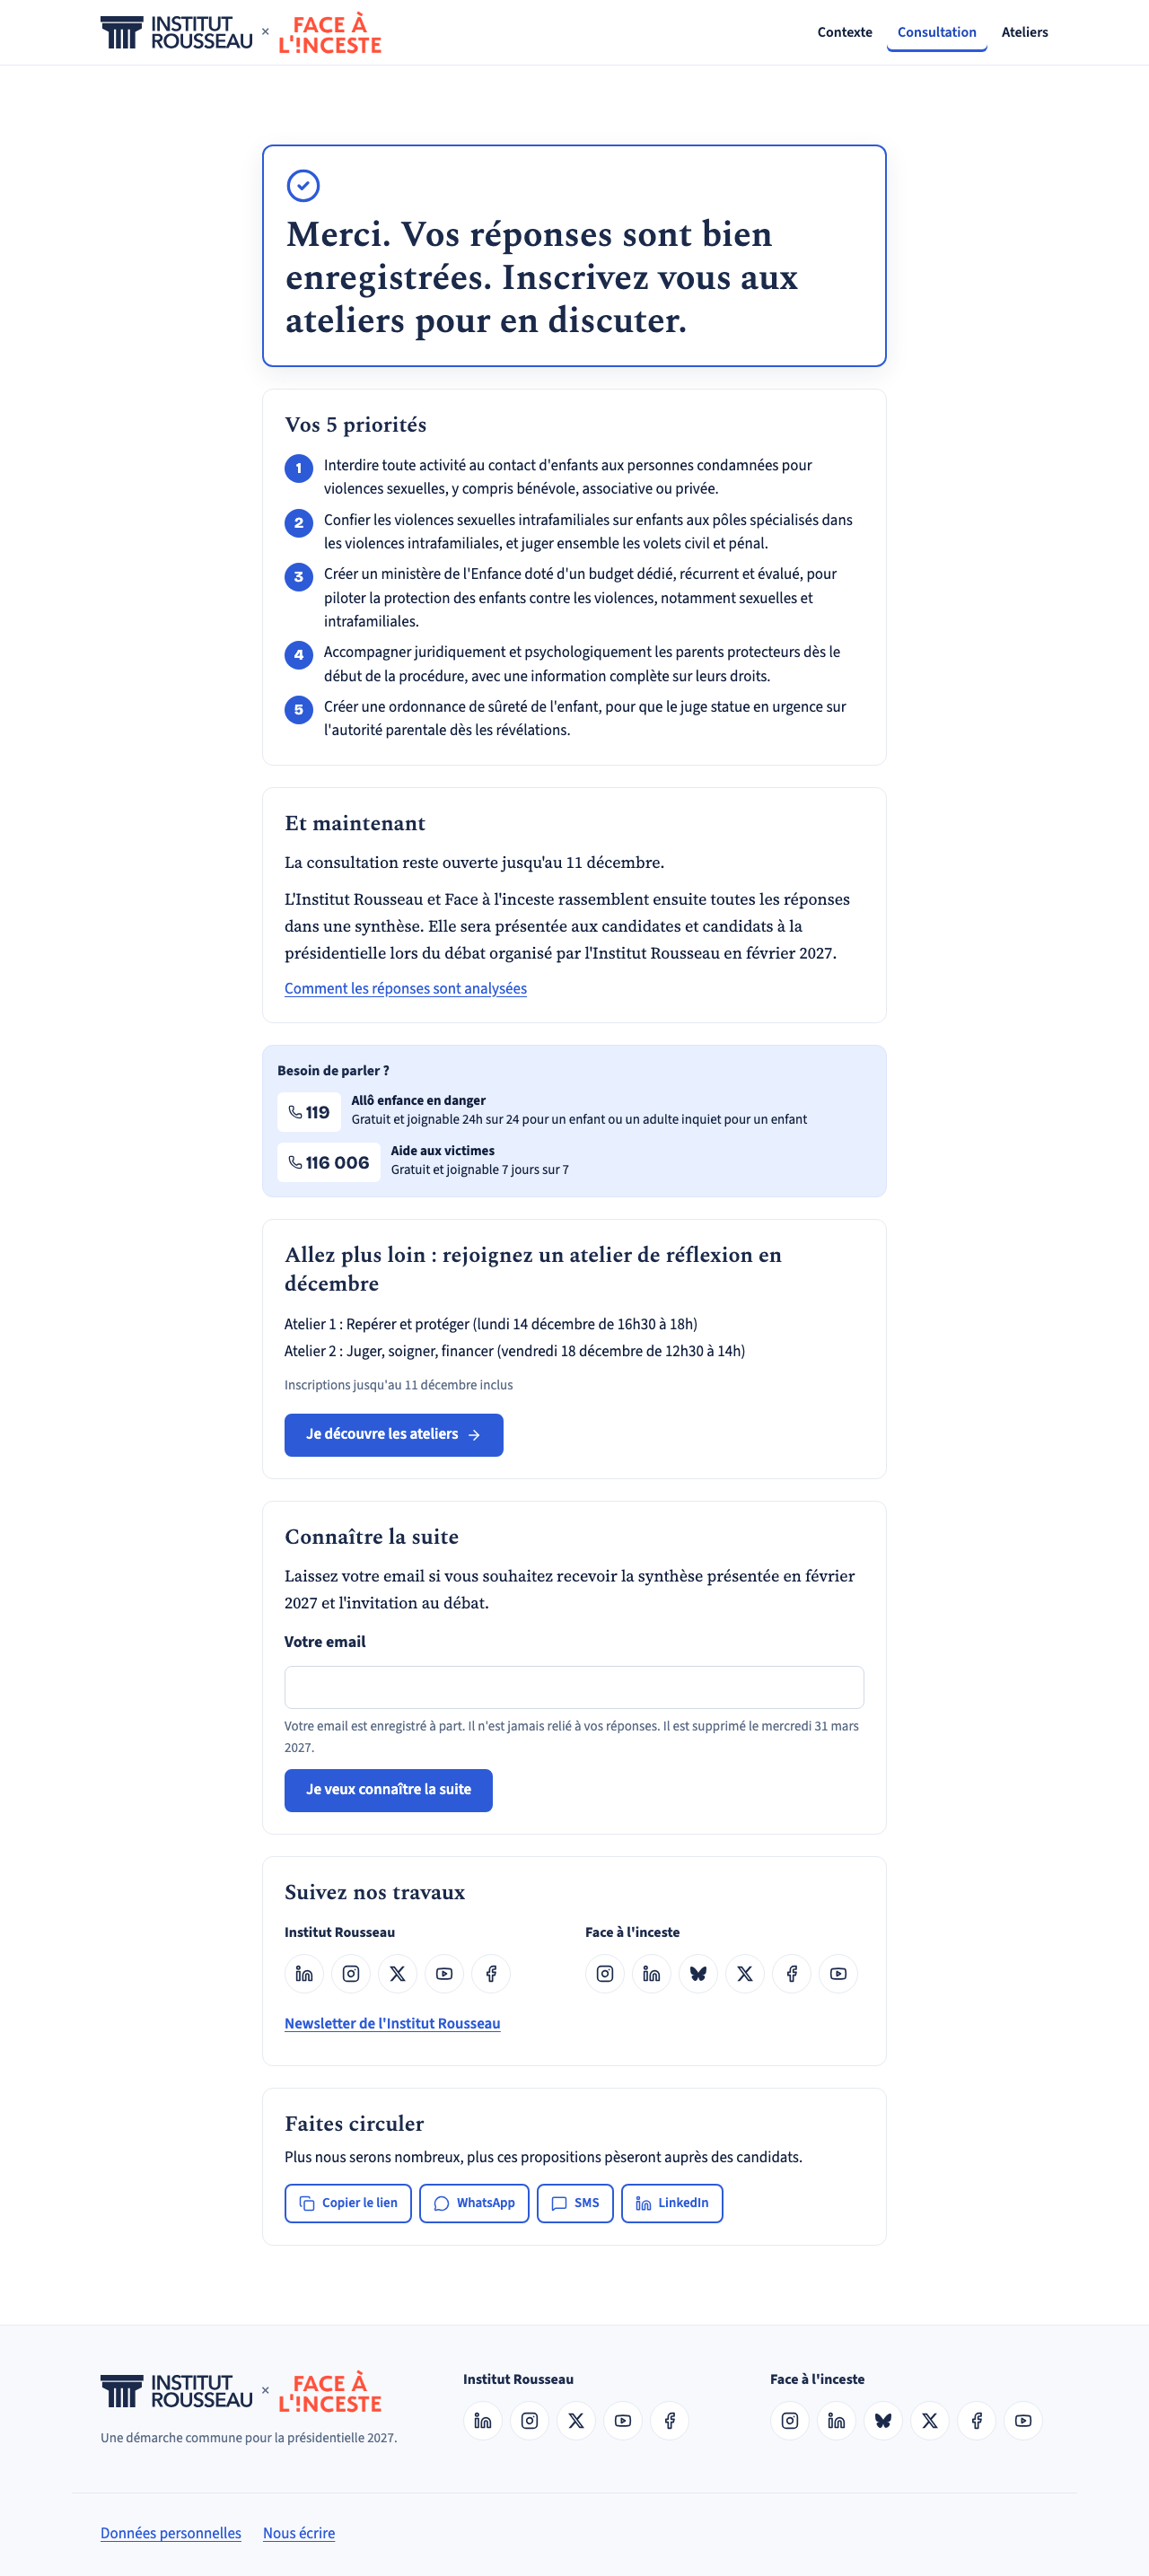 INSTITUT ROUSSEAU × FACE À L'INCESTE
Contexte Consultation Ateliers
Merci. Vos réponses sont bien
enregistrées. Inscrivez vous aux
ateliers pour en discuter.
Vos 5 priorités
1 Interdire toute activité au contact d'enfants aux personnes condamnées pour
violences sexuelles, y compris bénévole, associative ou privée.
2 Confier les violences sexuelles intrafamiliales sur enfants aux pôles spécialisés dans
les violences intrafamiliales, et juger ensemble les volets civil et pénal.
3 Créer un ministère de l'Enfance doté d'un budget dédié, récurrent et évalué, pour
piloter la protection des enfants contre les violences, notamment sexuelles et
intrafamiliales.
4 Accompagner juridiquement et psychologiquement les parents protecteurs dès le
début de la procédure, avec une information complète sur leurs droits.
5 Créer une ordonnance de sûreté de l'enfant, pour que le juge statue en urgence sur
l'autorité parentale dès les révélations.
Et maintenant
La consultation reste ouverte jusqu'au 11 décembre.
L'Institut Rousseau et Face à l'inceste rassemblent ensuite toutes les réponses
dans une synthèse. Elle sera présentée aux candidates et candidats à la
présidentielle lors du débat organisé par l'Institut Rousseau en février 2027.
Comment les réponses sont analysées
Besoin de parler ?
119
Allô enfance en danger
Gratuit et joignable 24h sur 24 pour un enfant ou un adulte inquiet pour un enfant
116 006
Aide aux victimes
Gratuit et joignable 7 jours sur 7
Allez plus loin : rejoignez un atelier de réflexion en
décembre
Atelier 1 : Repérer et protéger (lundi 14 décembre de 16h30 à 18h)
Atelier 2 : Juger, soigner, financer (vendredi 18 décembre de 12h30 à 14h)
Inscriptions jusqu'au 11 décembre inclus
Je découvre les ateliers
Connaître la suite
Laissez votre email si vous souhaitez recevoir la synthèse présentée en février
2027 et l'invitation au débat.
Votre email
Votre email est enregistré à part. Il n'est jamais relié à vos réponses. Il est supprimé le mercredi 31 mars
2027.
Je veux connaître la suite
Suivez nos travaux
Institut Rousseau
Face à l'inceste
Newsletter de l'Institut Rousseau
Faites circuler
Plus nous serons nombreux, plus ces propositions pèseront auprès des candidats.
Copier le lien WhatsApp SMS LinkedIn
INSTITUT ROUSSEAU × FACE À L'INCESTE
Une démarche commune pour la présidentielle 2027.
Institut Rousseau
Face à l'inceste
Données personnelles Nous écrire